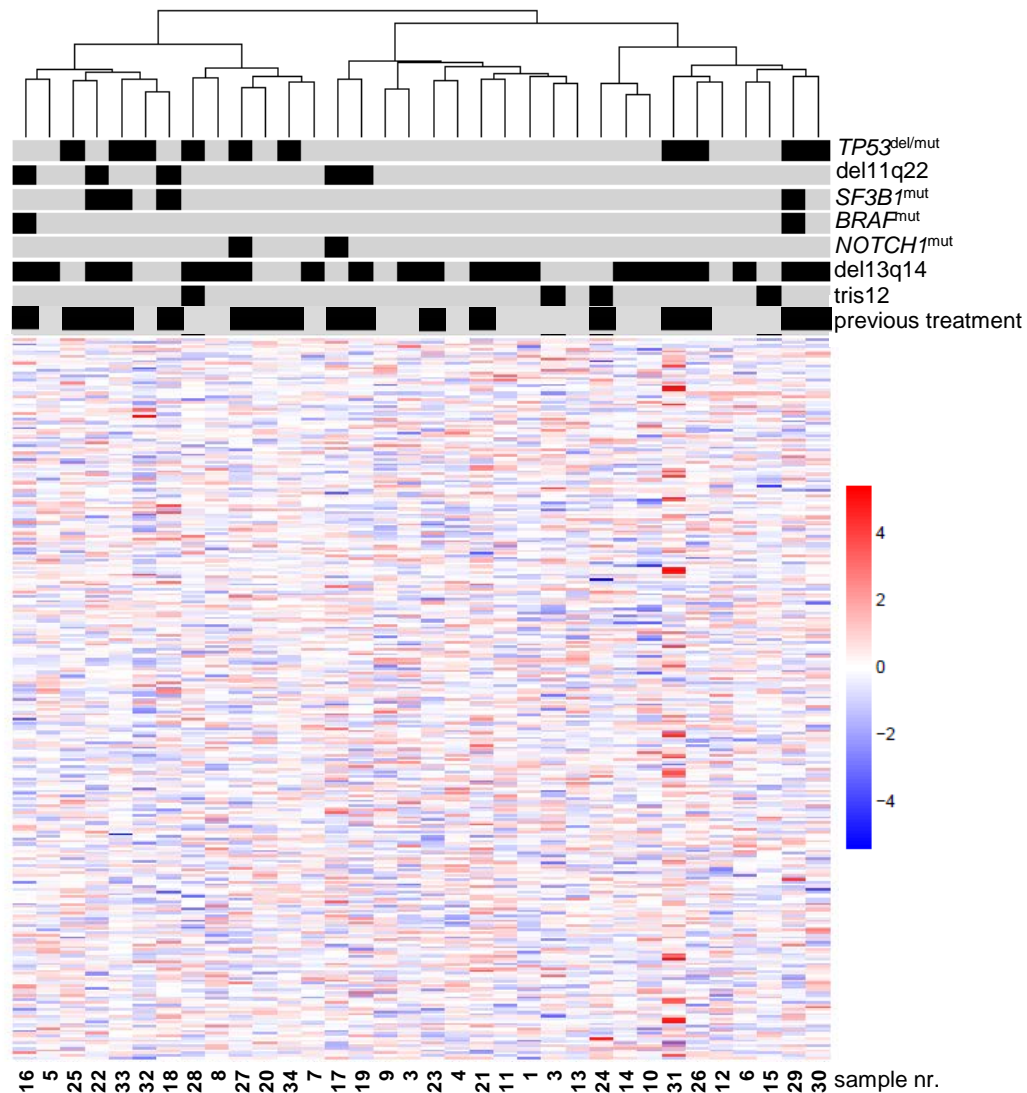 TP53del/mut
del11q22
SF3B1mut
BRAFmut
NOTCH1mut
del13q14
tris12
previous treatment
4
2
0
−2
−4
16 5 25 22 33 32 18 28 8 27 20 34 7 17 19 9 3 23 4 21 11 1 3 13 24 14 10 31 26 12 6 15 29 30 sample nr.